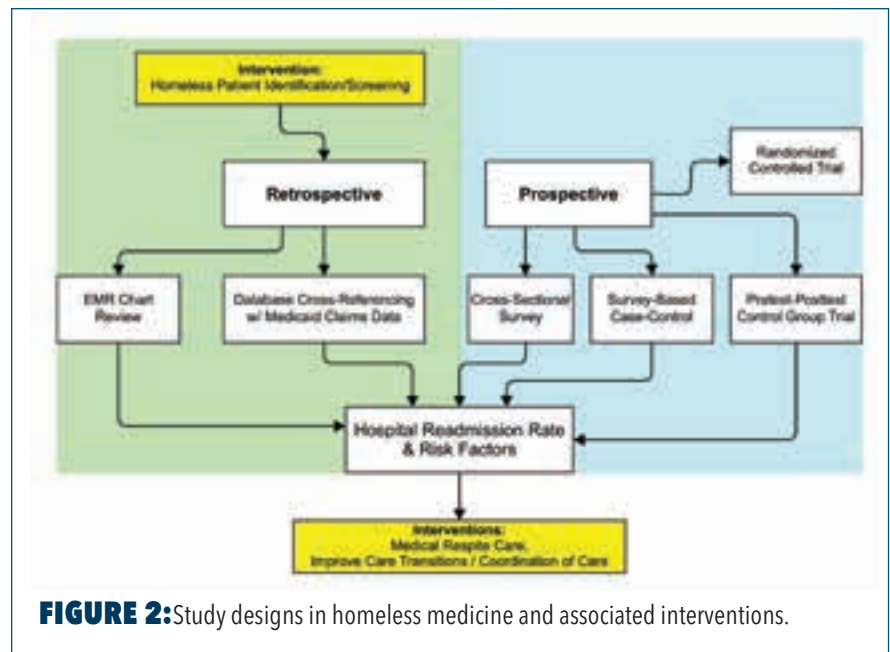 Intervention:
Homeless Patient Identification/Screening
Retrospective
Prospective
Randomized
Controlled Trial
EMR Chart
Review
Database Cross-Referencing
w/ Medicaid Claims Data
Cross-Sectional
Survey
Survey-Based
Case-Control
Pretest-Posttest
Control Group Trial
Hospital Readmission Rate
& Risk Factors
Interventions:
Medical Respite Care,
Improve Care Transitions / Coordination of Care
FIGURE 2: Study designs in homeless medicine and associated interventions.